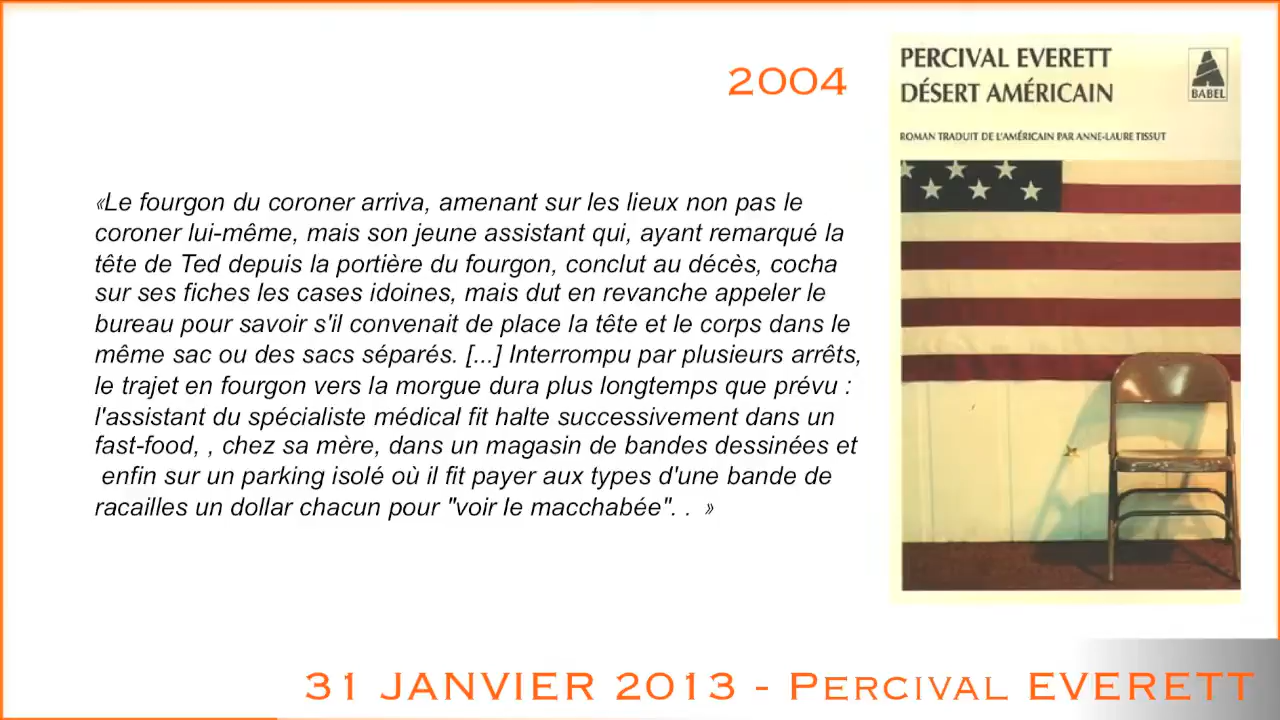 2004
PERCIVAL EVERETT
DÉSERT AMÉRICAIN
BABEL
ROMAN TRADUIT DE L'AMÉRICAIN PAR ANNE-LAURE TISSUT
«Le fourgon du coroner arriva, amenant sur les lieux non pas le
coroner lui-même, mais son jeune assistant qui, ayant remarqué la
tête de Ted depuis la portière du fourgon, conclut au décès, cocha
sur ses fiches les cases idoines, mais dut en revanche appeler le
bureau pour savoir s'il convenait de place la tête et le corps dans le
même sac ou des sacs séparés. [...] Interrompu par plusieurs arrêts,
le trajet en fourgon vers la morgue dura plus longtemps que prévu :
l'assistant du spécialiste médical fit halte successivement dans un
fast-food, , chez sa mère, dans un magasin de bandes dessinées et
enfin sur un parking isolé où il fit payer aux types d'une bande de
racailles un dollar chacun pour "voir le macchabée". . »
31 JANVIER 2013 - PERCIVAL EVERETT